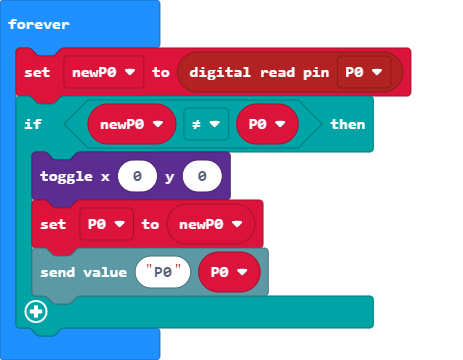 forever
set newP0 to digital read pin P0
if newP0 ≠ P0 then
toggle x 0 y 0
set P0 to newP0
send value "P0" P0